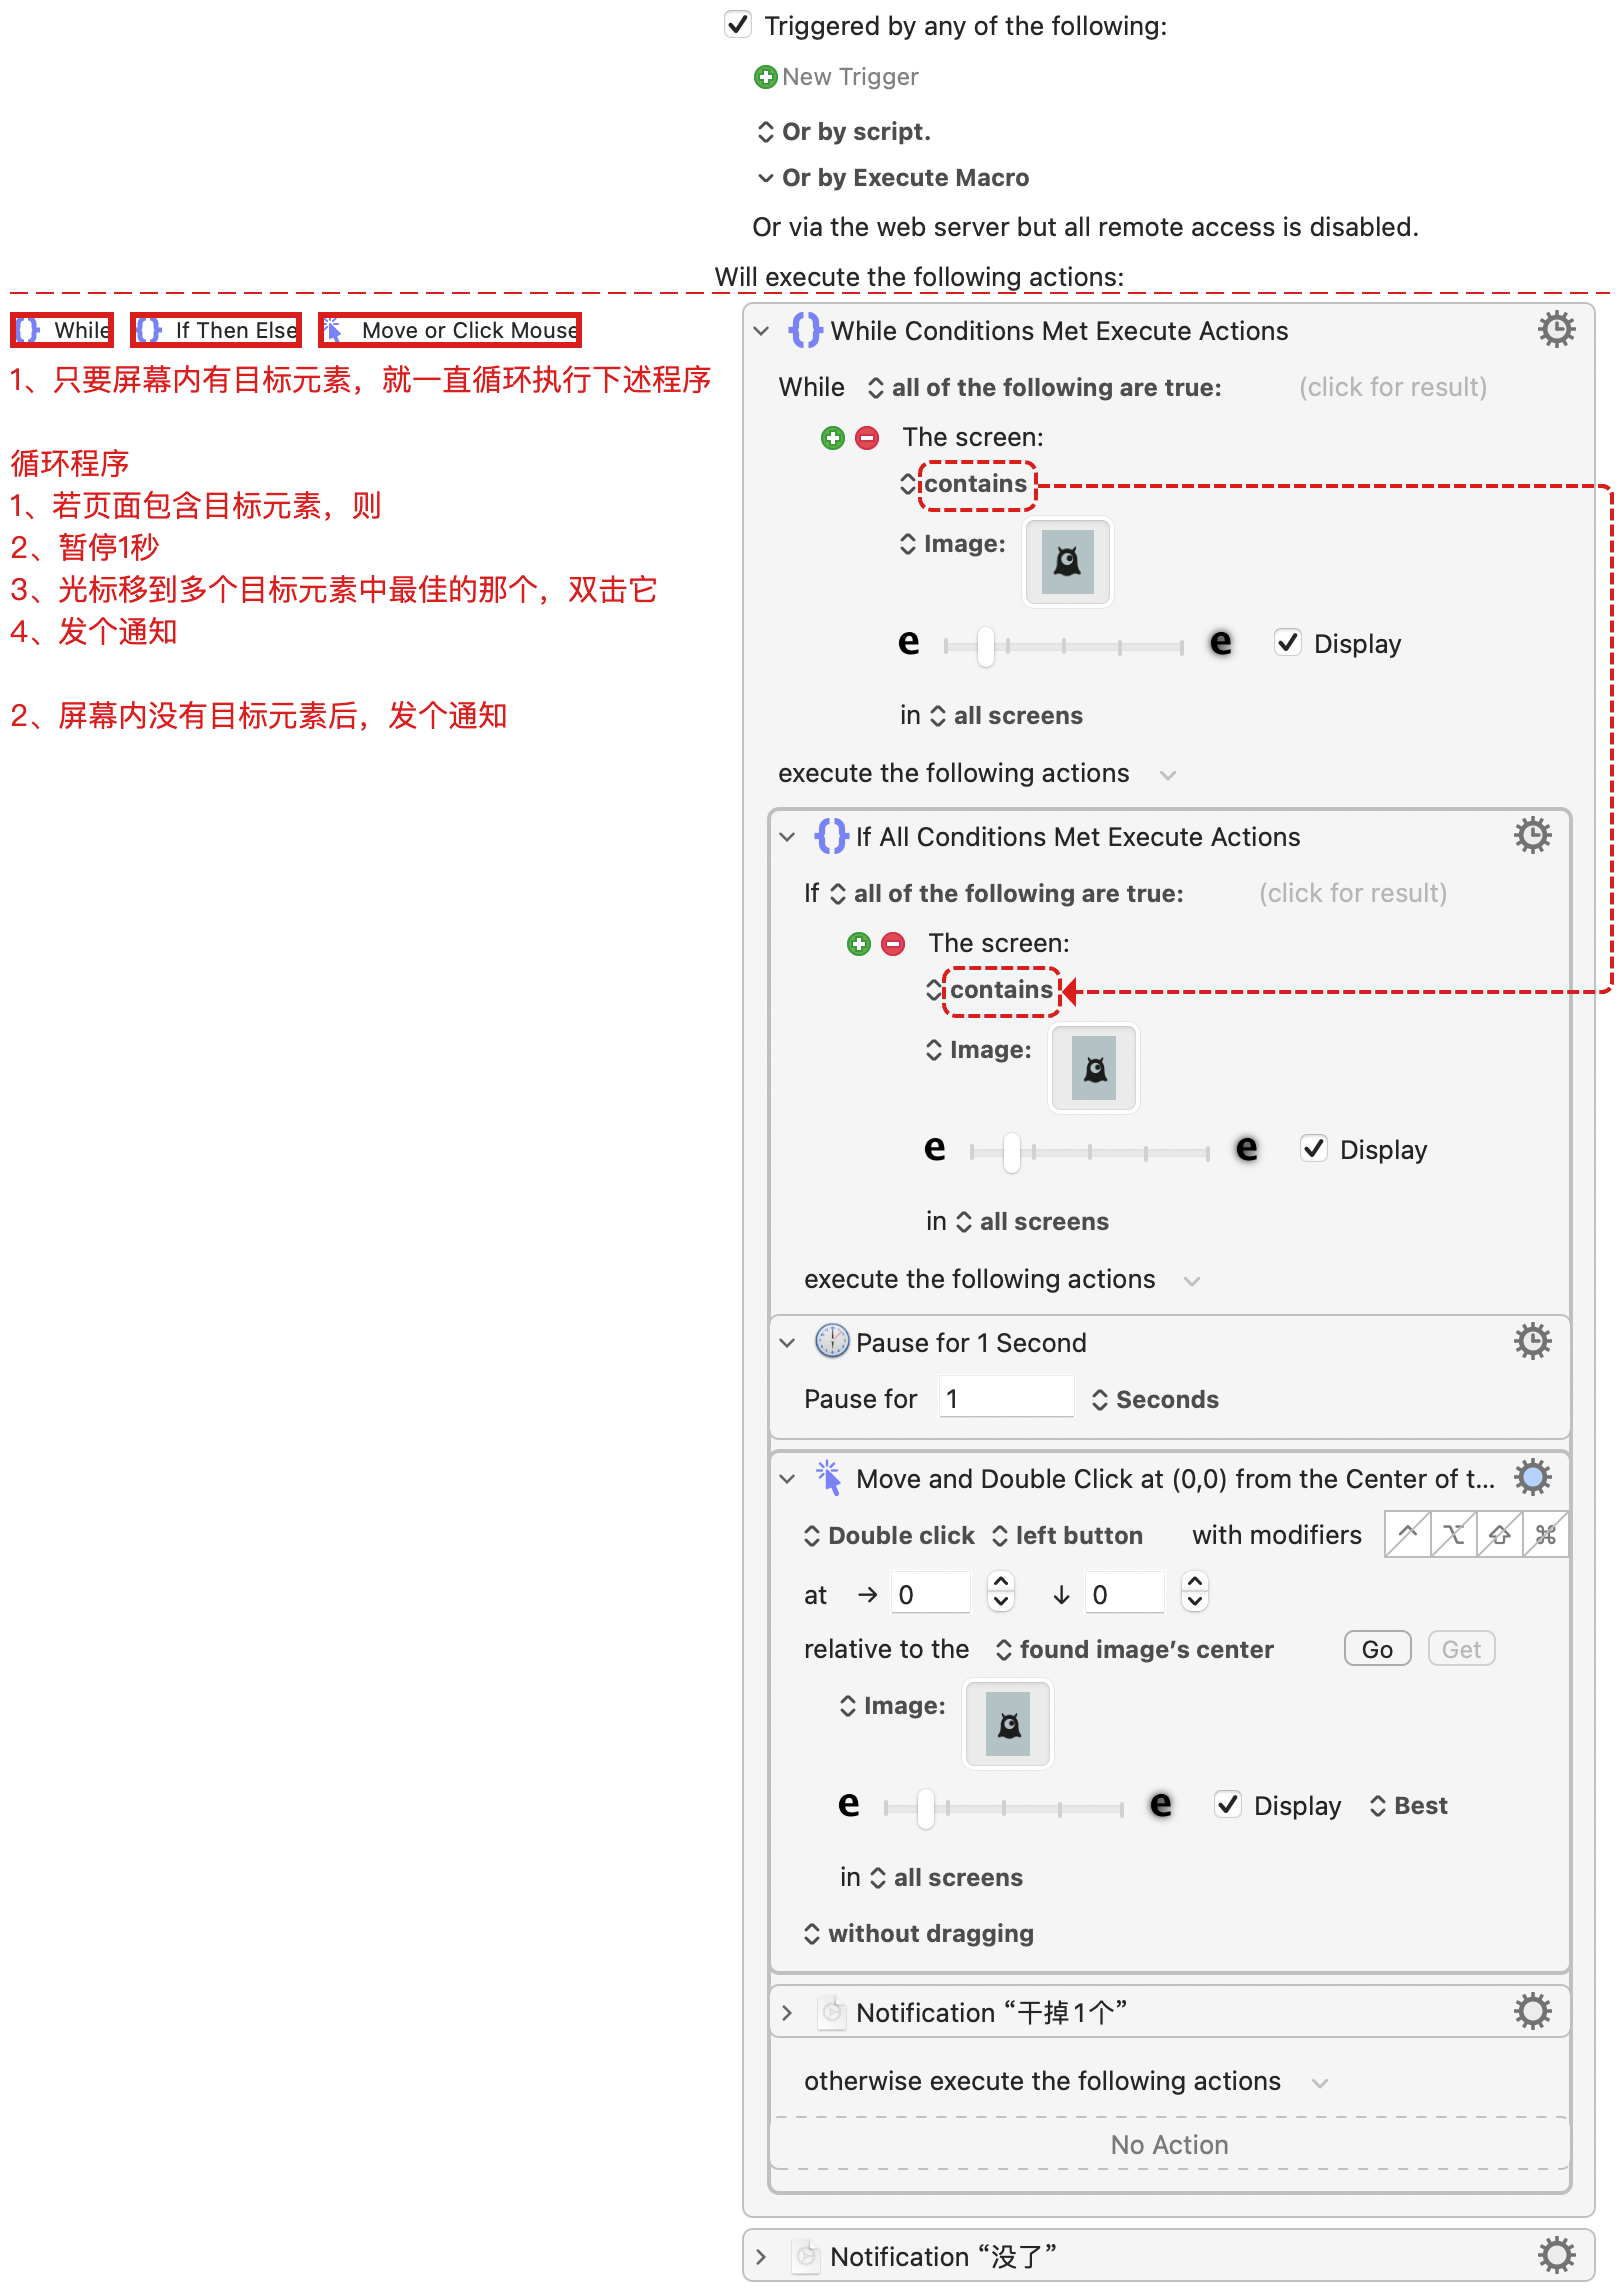 Triggered by any of the following:
New Trigger
Or by script.
Or by Execute Macro
Or via the web server but all remote access is disabled.
Will execute the following actions:
While
If Then Else
Move or Click Mouse
1、只要屏幕内有目标元素，就一直循环执行下述程序
循环程序
1、若页面包含目标元素，则
2、暂停1秒
3、光标移到多个目标元素中最佳的那个，双击它
4、发个通知
2、屏幕内没有目标元素后，发个通知
While Conditions Met Execute Actions
While all of the following are true: (click for result)
The screen:
contains
Image:
e e Display
in all screens
execute the following actions
If All Conditions Met Execute Actions
If all of the following are true: (click for result)
The screen:
contains
Image:
e e Display
in all screens
execute the following actions
Pause for 1 Second
Pause for 1 Seconds
Move and Double Click at (0,0) from the Center of t...
Double click left button with modifiers
at → 0 ↓ 0
relative to the found image's center Go Get
Image:
e e Display Best
in all screens
without dragging
Notification “干掉1个”
otherwise execute the following actions
No Action
Notification “没了”